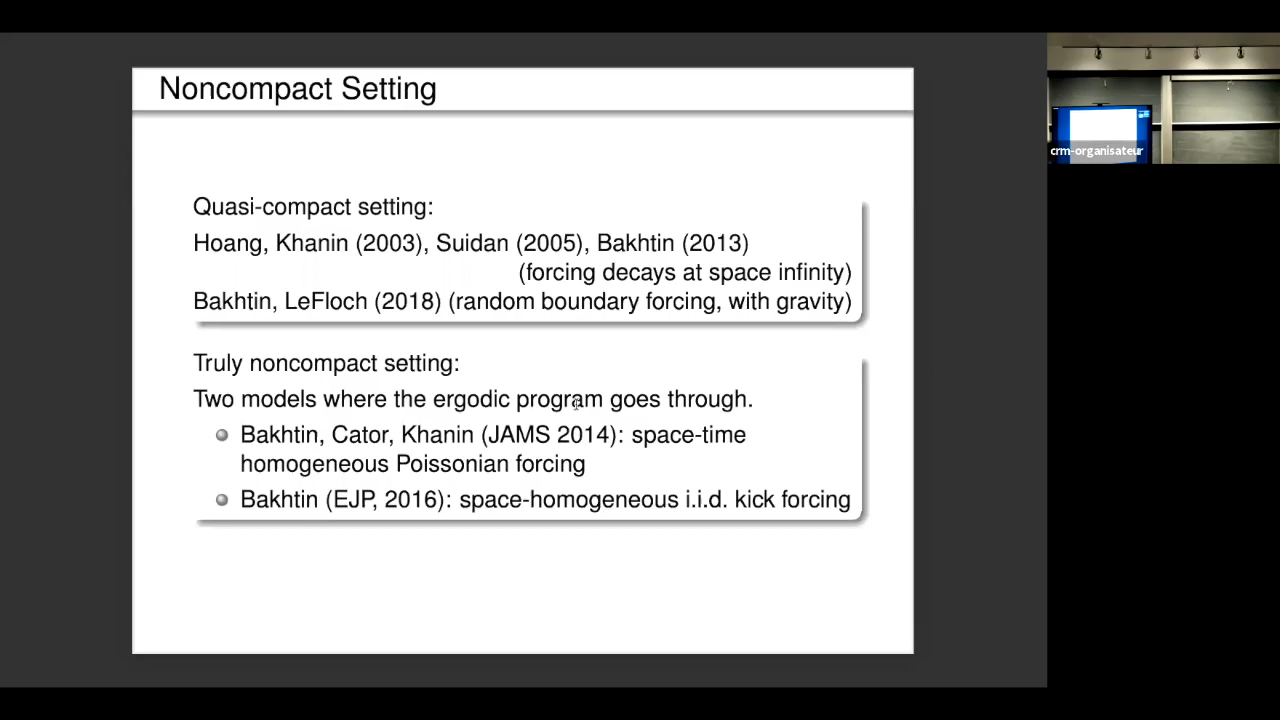 Noncompact Setting
Quasi-compact setting:
Hoang, Khanin (2003), Suidan (2005), Bakhtin (2013)
(forcing decays at space infinity)
Bakhtin, LeFloch (2018) (random boundary forcing, with gravity)
Truly noncompact setting:
Two models where the ergodic program goes through.
Bakhtin, Cator, Khanin (JAMS 2014): space-time
homogeneous Poissonian forcing
Bakhtin (EJP, 2016): space-homogeneous i.i.d. kick forcing
crm-organisateur